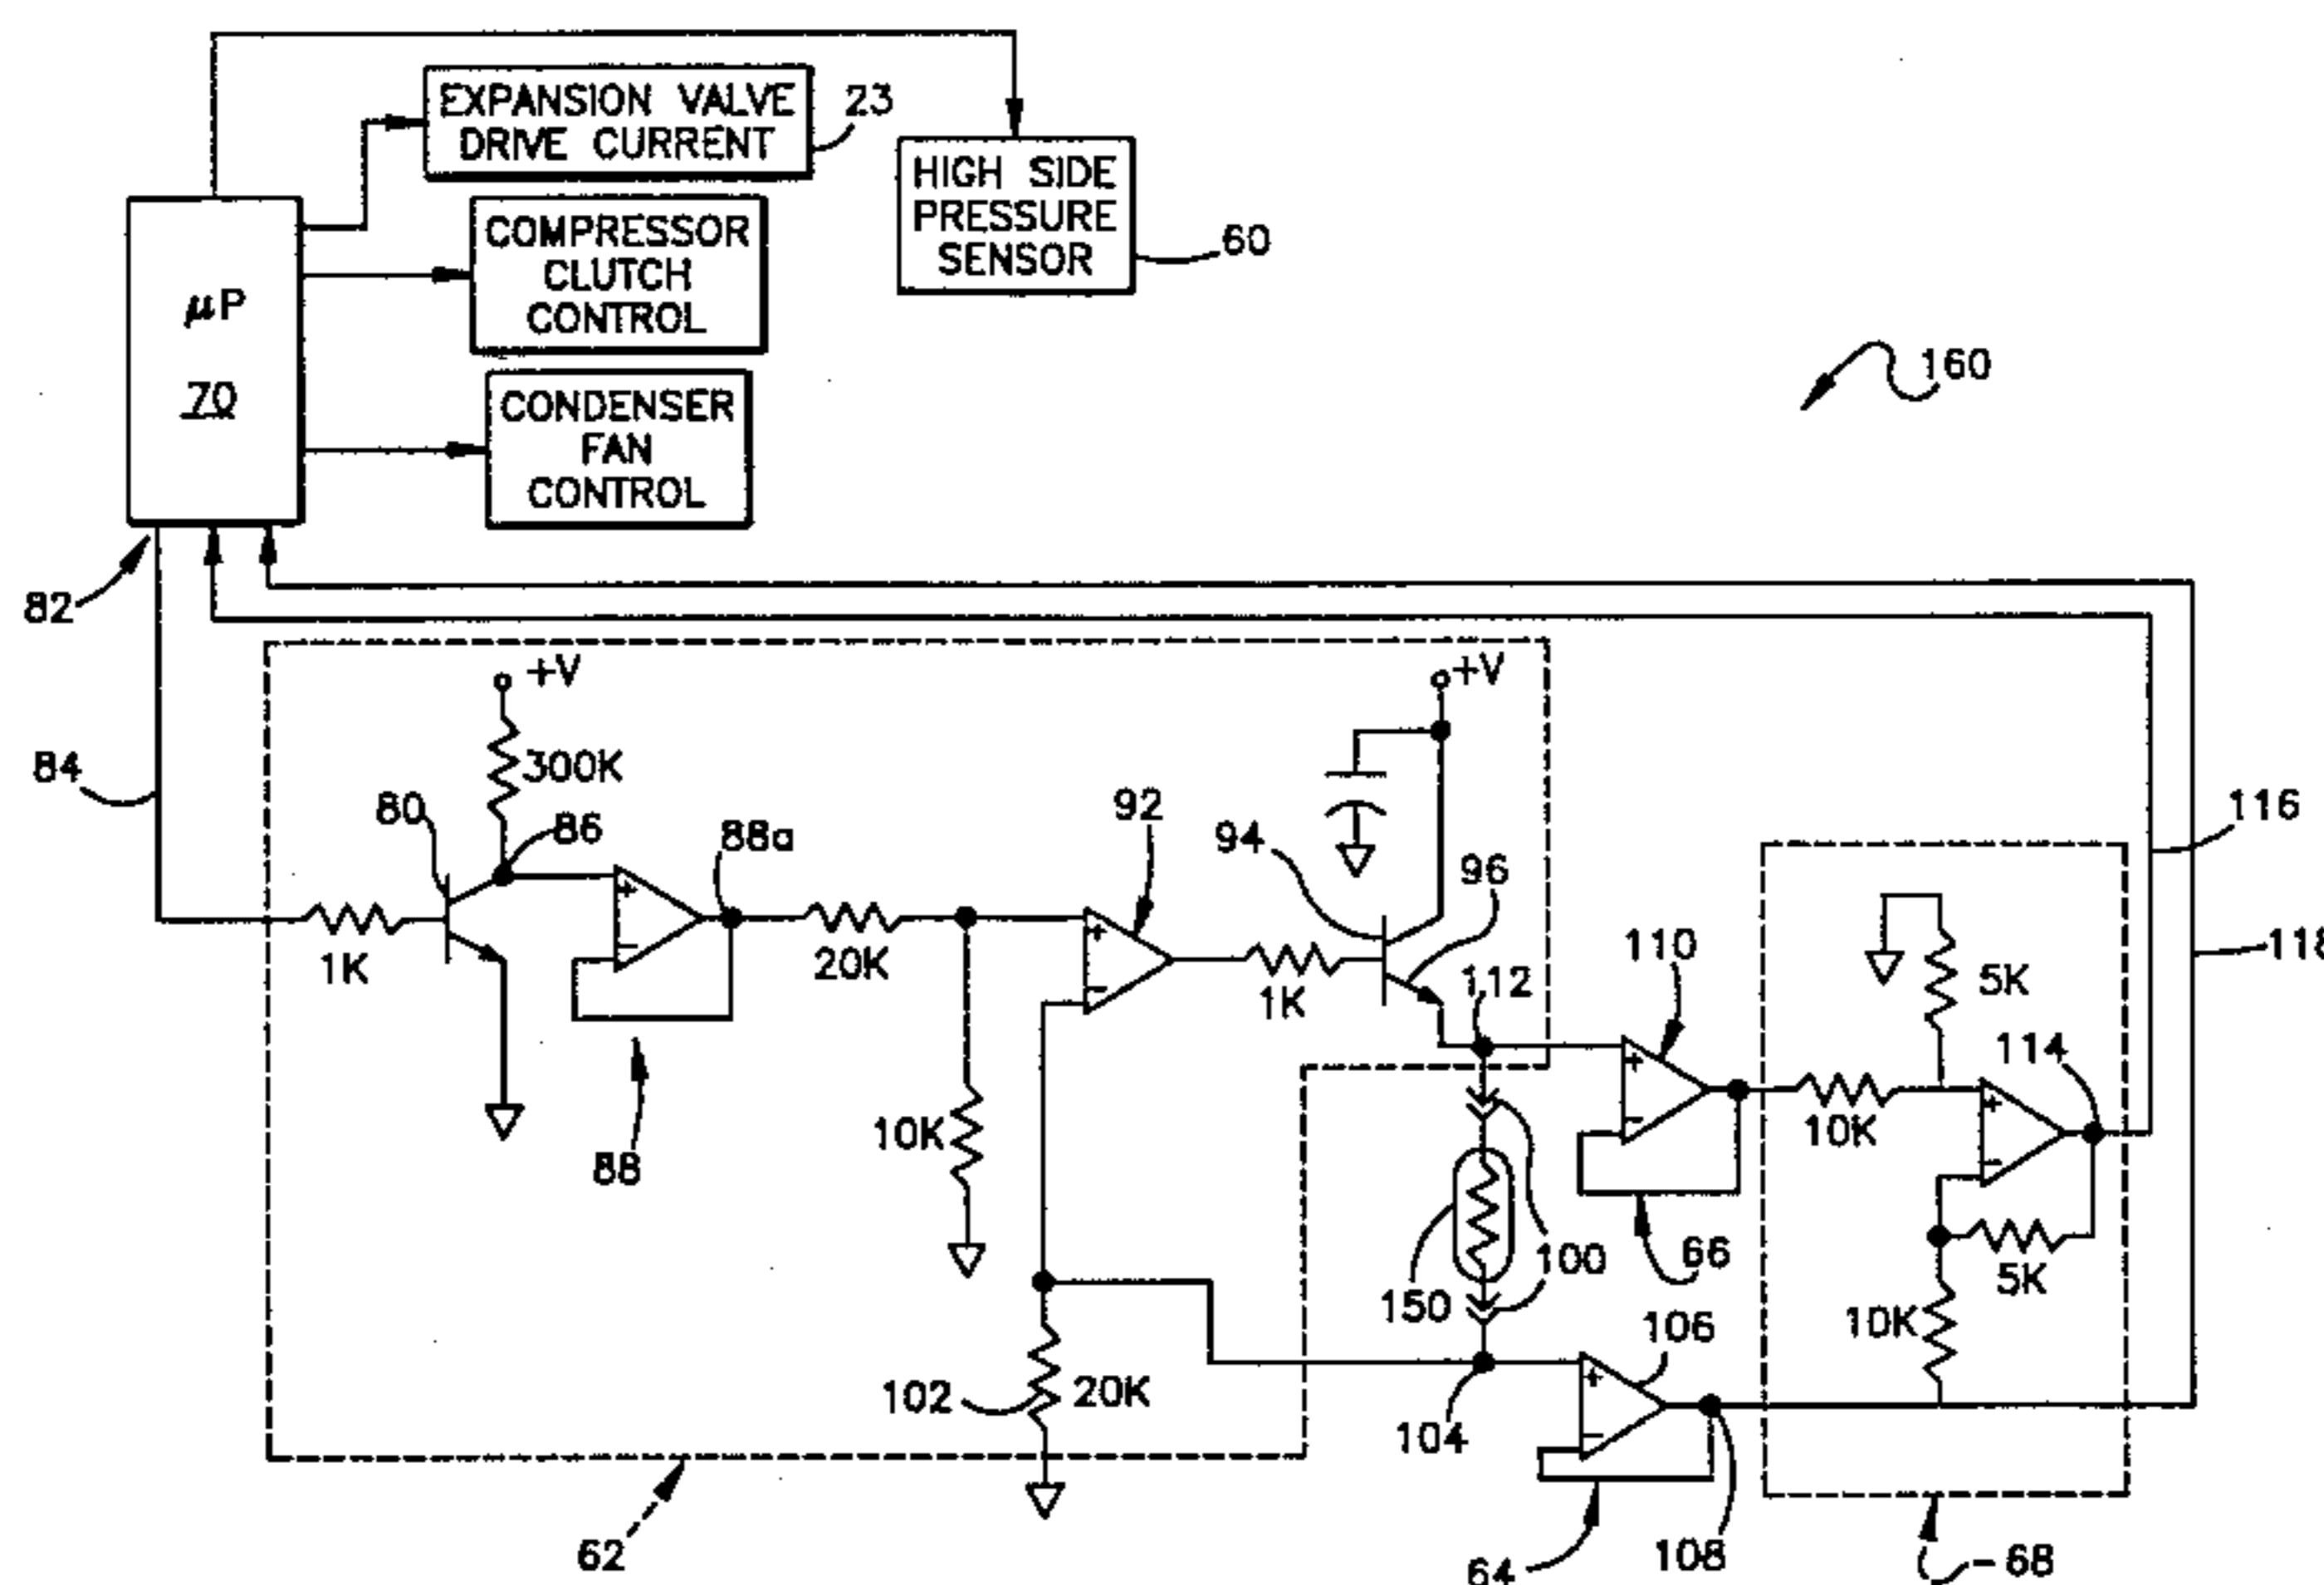 EXPANSION VALVE
DRIVE CURRENT
23
HIGH SIDE
PRESSURE
SENSOR
60
COMPRESSOR
CLUTCH
CONTROL
μP
70
CONDENSER
FAN
CONTROL
160
82
+V
+V
84
300K
80
86
88a
92
94
96
116
118
1K
20K
1K
112
110
5K
114
10K
10K
88
150
100
66
5K
10K
106
102
20K
104
62
64
108
68